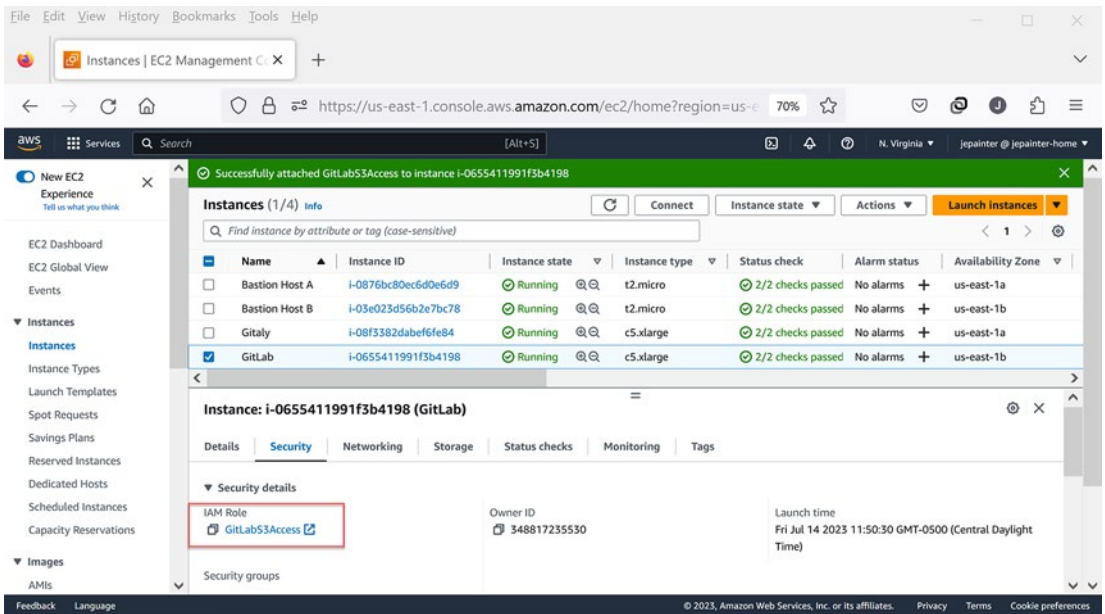 File Edit View History Bookmarks Tools Help
Instances | EC2 Management Co
https://us-east-1.console.aws.amazon.com/ec2/home?region=us-e 70%
aws Services Search [Alt+S] N. Virginia jepainter @ jepainter-home
New EC2 Experience
Tell us what you think
EC2 Dashboard
EC2 Global View
Events
Instances
Instances
Instance Types
Launch Templates
Spot Requests
Savings Plans
Reserved Instances
Dedicated Hosts
Scheduled Instances
Capacity Reservations
Images
AMIs
Successfully attached GitLabS3Access to instance i-0655411991f3b4198
Instances (1/4) Info Connect Instance state Actions Launch instances
Find instance by attribute or tag (case-sensitive) 1
Name Instance ID Instance state Instance type Status check Alarm status Availability Zone
Bastion Host A i-0876bc80ec6d0e6d9 Running t2.micro 2/2 checks passed No alarms + us-east-1a
Bastion Host B i-03e023d56b2e7bc78 Running t2.micro 2/2 checks passed No alarms + us-east-1b
Gitaly i-08f3382dabef6fe84 Running c5.xlarge 2/2 checks passed No alarms + us-east-1a
GitLab i-0655411991f3b4198 Running c5.xlarge 2/2 checks passed No alarms + us-east-1b
Instance: i-0655411991f3b4198 (GitLab)
Details Security Networking Storage Status checks Monitoring Tags
Security details
IAM Role Owner ID Launch time
GitLabS3Access 348817235530 Fri Jul 14 2023 11:50:30 GMT-0500 (Central Daylight
Time)
Security groups
Feedback Language © 2023, Amazon Web Services, Inc. or its affiliates. Privacy Terms Cookie preferences